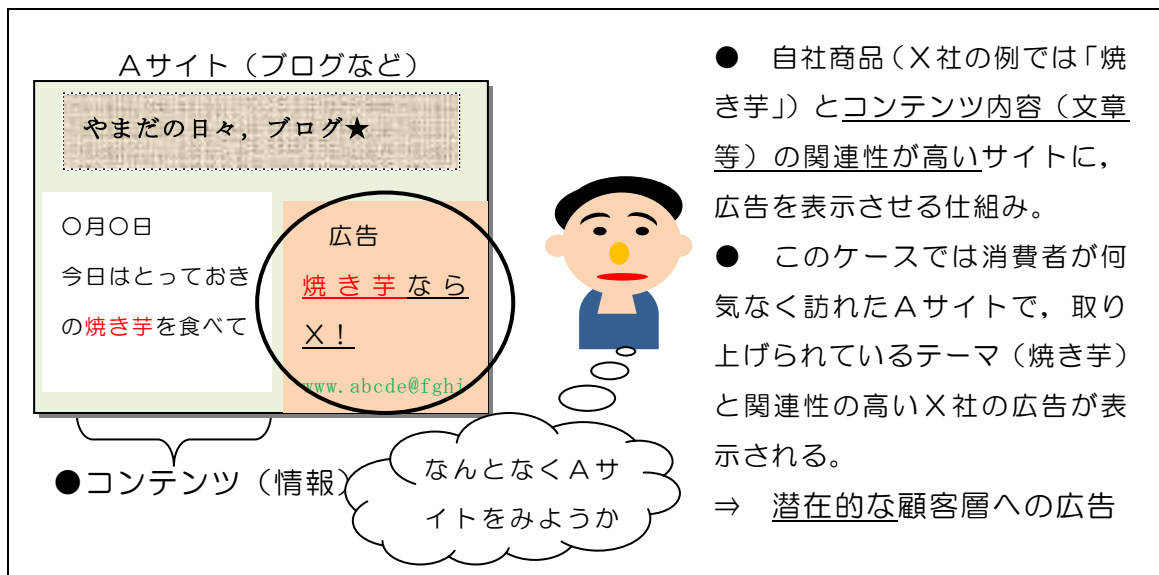 Aサイト（ブログなど）
やまだの日々，ブログ★
〇月〇日
今日はとっておき
の焼き芋を食べて
広告
焼き芋なら
X！
www.abcde@fghi
●コンテンツ（情報）
なんとなくAサ
イトをみようか
●　自社商品（X社の例では「焼
き芋」）とコンテンツ内容（文章
等）の関連性が高いサイトに，
広告を表示させる仕組み。
●　このケースでは消費者が何
気なく訪れたAサイトで，取り
上げられているテーマ（焼き芋）
と関連性の高いX社の広告が表
示される。
⇒　潜在的な顧客層への広告